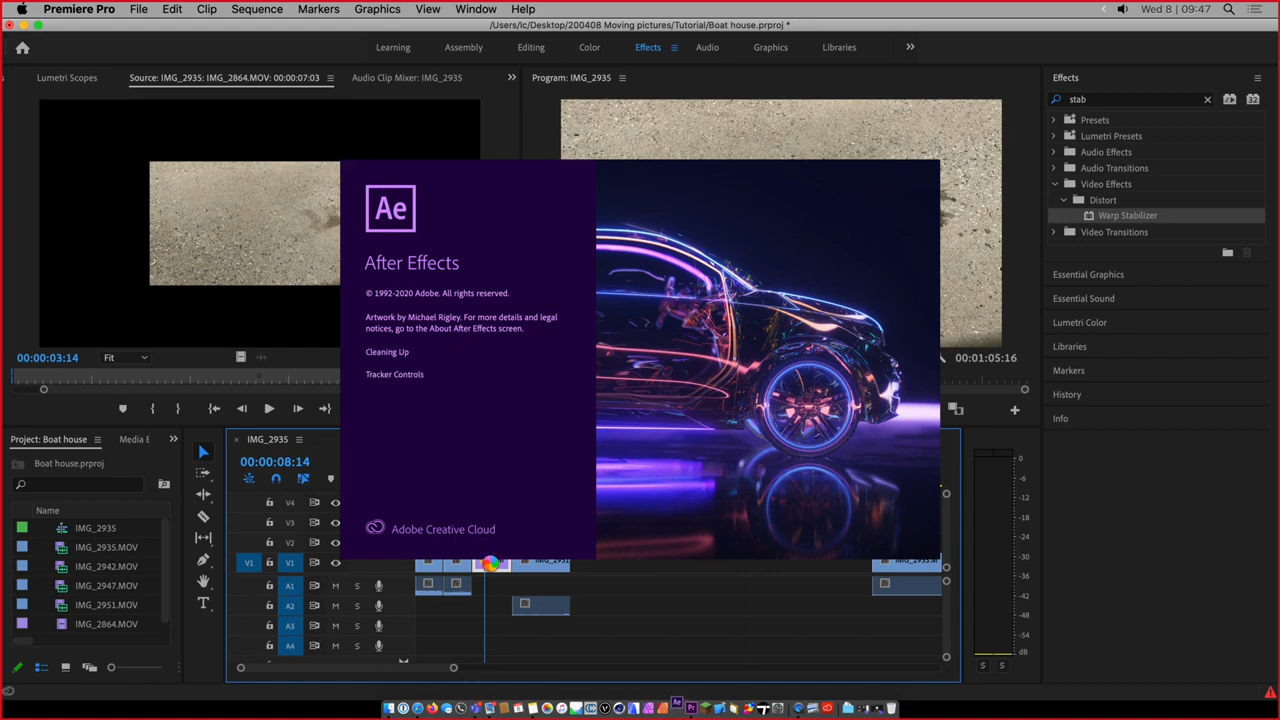 Premiere Pro File Edit Clip Sequence Markers Graphics View Window Help Wed 8 | 09:47
/Users/lc/Desktop/200408 Moving pictures/Tutorial/Boat house.prproj *
Learning Assembly Editing Color Effects Audio Graphics Libraries
Lumetri Scopes Source: IMG_2935: IMG_2864.MOV: 00:00:07:03 Audio Clip Mixer: IMG_2935
Program: IMG_2935
Effects
stab
32
Presets
Lumetri Presets
Audio Effects
Audio Transitions
Video Effects
Distort
Warp Stabilizer
Video Transitions
Essential Graphics
Essential Sound
Lumetri Color
Libraries
Markers
History
Info
Ae
After Effects
© 1992-2020 Adobe. All rights reserved.
Artwork by Michael Rigley. For more details and legal
notices, go to the About After Effects screen.
Cleaning Up
Tracker Controls
Adobe Creative Cloud
00:00:03:14 Fit
00:01:05:16
Project: Boat house Media
Boat house.prproj
Name
IMG_2935
IMG_2935.MOV
IMG_2942.MOV
IMG_2947.MOV
IMG_2951.MOV
IMG_2864.MOV
IMG_2935
00:00:08:14
V4
V3
V2
V1 V1
A1 M S
A2 M S
A3 M S
A4 M S
0
-6
-12
-18
-24
-30
-36
-42
-48
-54
dB
S S
Ae Pr